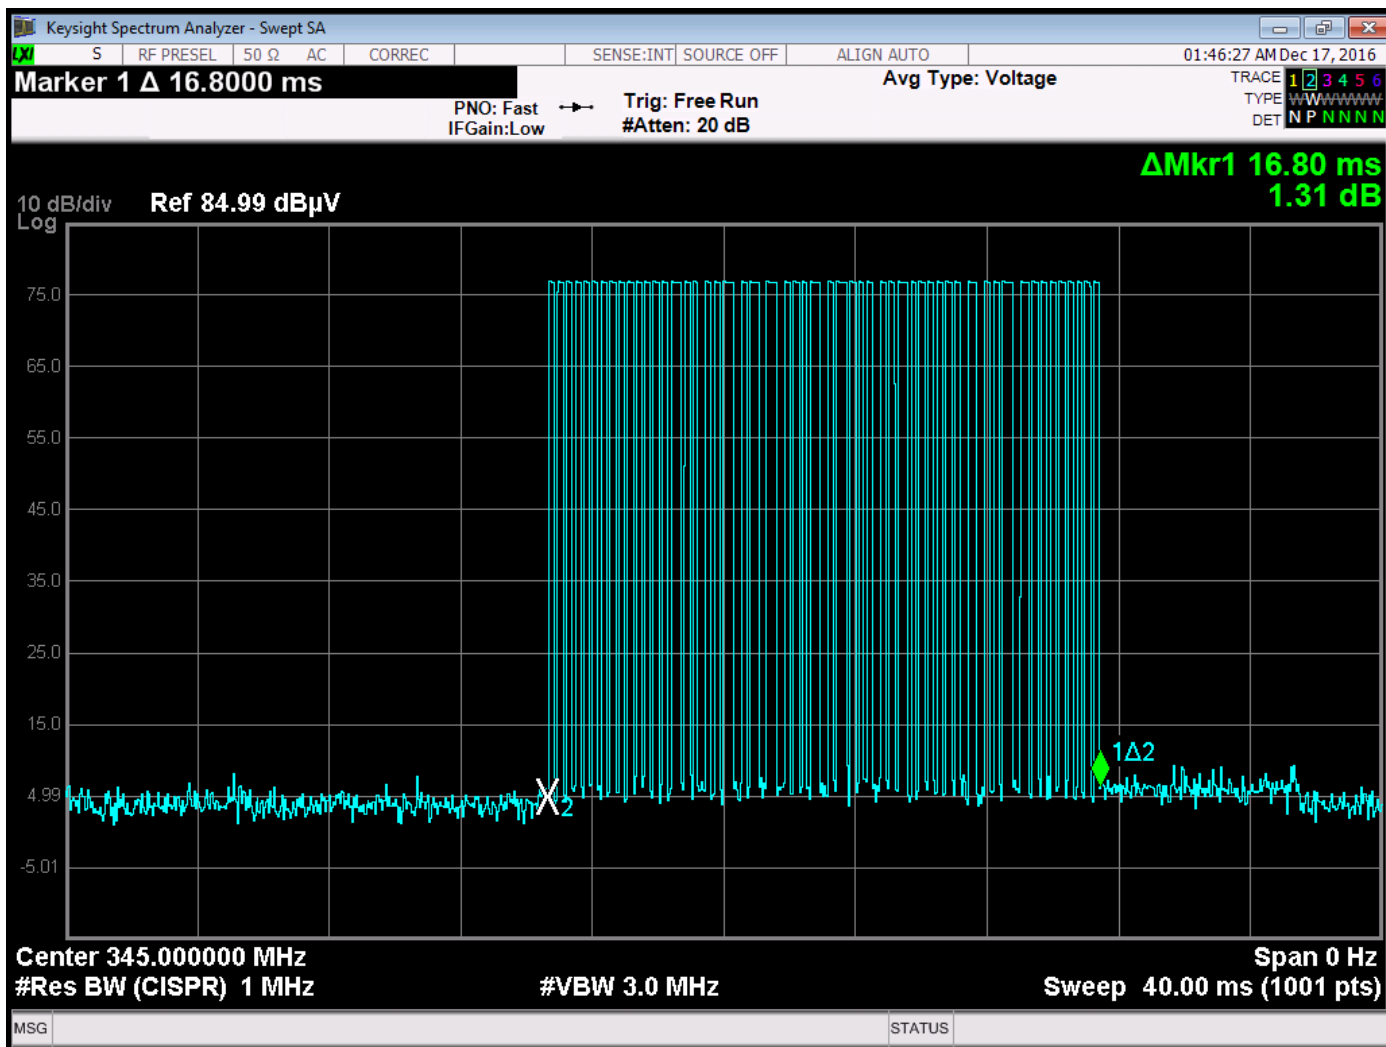 Keysight Spectrum Analyzer - Swept SA
LXI S RF PRESEL 50 Ω AC CORREC SENSE:INT SOURCE OFF ALIGN AUTO 01:46:27 AM Dec 17, 2016
Marker 1 Δ 16.8000 ms
PNO: Fast
IFGain:Low
Trig: Free Run
#Atten: 20 dB
Avg Type: Voltage
TRACE 1 2 3 4 5 6
TYPE W W W W W W
DET N P N N N N
ΔMkr1 16.80 ms
1.31 dB
10 dB/div Ref 84.99 dBµV
Log
75.0
65.0
55.0
45.0
35.0
25.0
15.0
4.99
-5.01
1Δ2
2
Center 345.000000 MHz Span 0 Hz
#Res BW (CISPR) 1 MHz #VBW 3.0 MHz Sweep 40.00 ms (1001 pts)
MSG STATUS